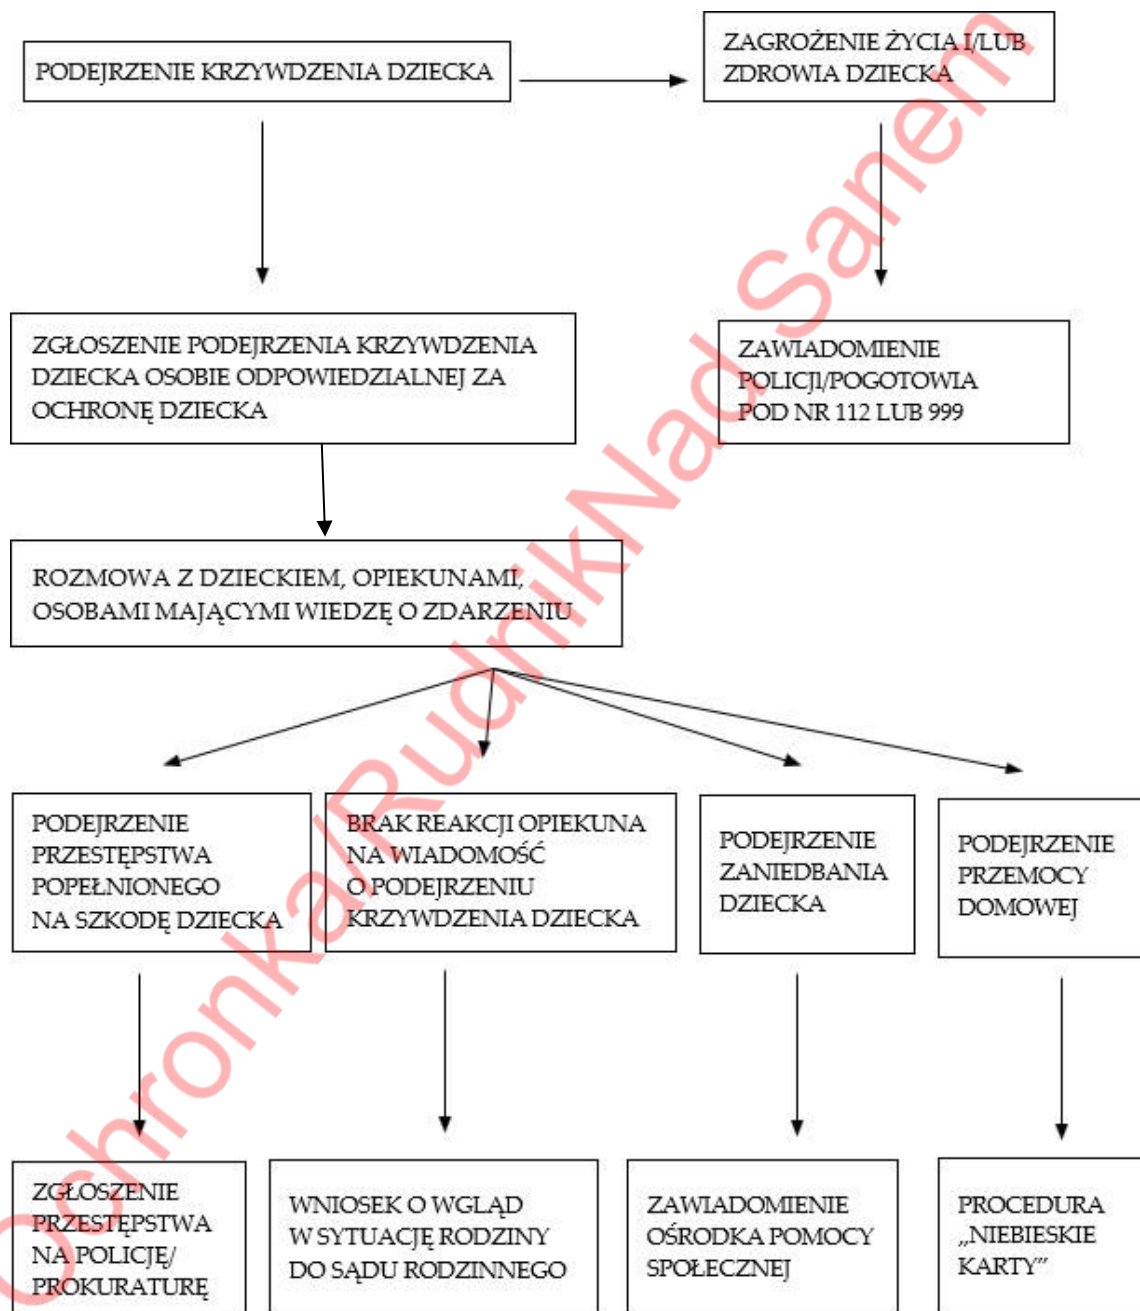 PODEJRZENIE KRZYWDZENIA DZIECKA
ZAGROŻENIE ŻYCIA I/LUB
ZDROWIA DZIECKA
ZGŁOSZENIE PODEJRZENIA KRZYWDZENIA
DZIECKA OSOBIE ODPOWIEDZIALNEJ ZA
OCHRONĘ DZIECKA
ZAWIADOMIENIE
POLICJI/POGOTOWIA
POD NR 112 LUB 999
ROZMOWA Z DZIECKIEM, OPIEKUNAMI,
OSOBAMI MAJĄCYMI WIEDZĘ O ZDARZENIU
PODEJRZENIE
PRZESTĘPSTWA
POPEŁNIONEGO
NA SZKODĘ DZIECKA
BRAK REAKCJI OPIEKUNA
NA WIADOMOŚĆ
O PODEJRZENIU
KRZYWDZENIA DZIECKA
PODEJRZENIE
ZANIEDBANIA
DZIECKA
PODEJRZENIE
PRZEMOCY
DOMOWEJ
ZGŁOSZENIE
PRZESTĘPSTWA
NA POLICJĘ/
PROKURATURĘ
WNIOSEK O WGLĄD
W SYTUACJĘ RODZINY
DO SĄDU RODZINNEGO
ZAWIADOMIENIE
OŚRODKA POMOCY
SPOŁECZNEJ
PROCEDURA
„NIEBIESKIE
KARTY”
Ochronka/RudnikNad Sanem